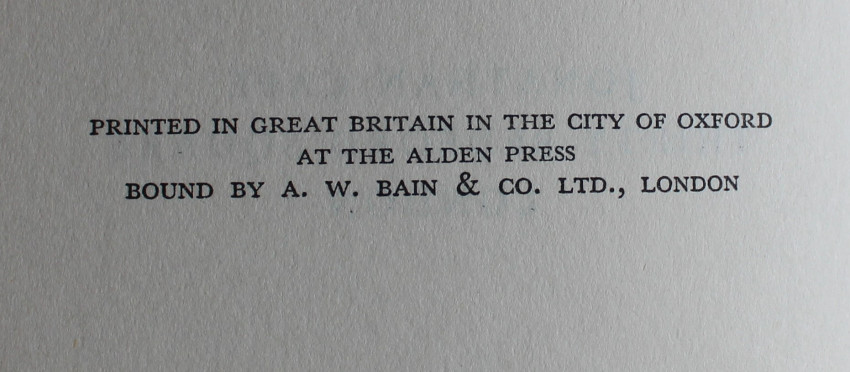 PRINTED IN GREAT BRITAIN IN THE CITY OF OXFORD
AT THE ALDEN PRESS
BOUND BY A. W. BAIN & CO. LTD., LONDON